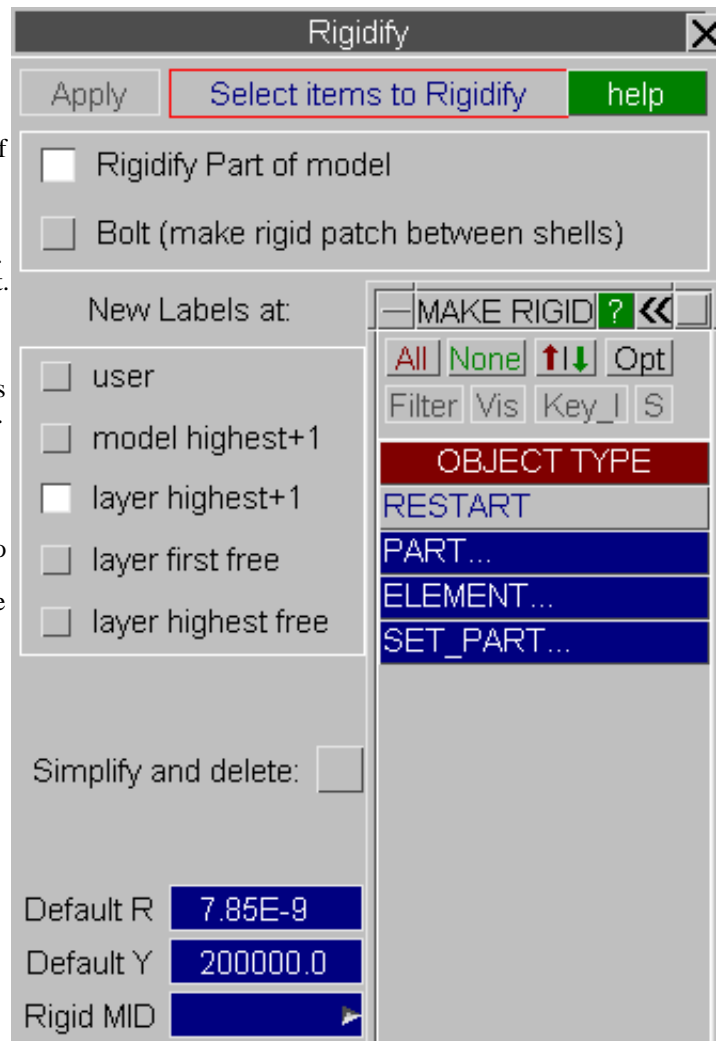 Rigidify
Apply Select items to Rigidify help
Rigidify Part of model
Bolt (make rigid patch between shells)
New Labels at:
user
model highest+1
layer highest+1
layer first free
layer highest free
MAKE RIGID ? «
All None Opt
Filter Vis Key_I S
OBJECT TYPE
RESTART
PART...
ELEMENT...
SET_PART...
Simplify and delete:
Default R 7.85E-9
Default Y 200000.0
Rigid MID